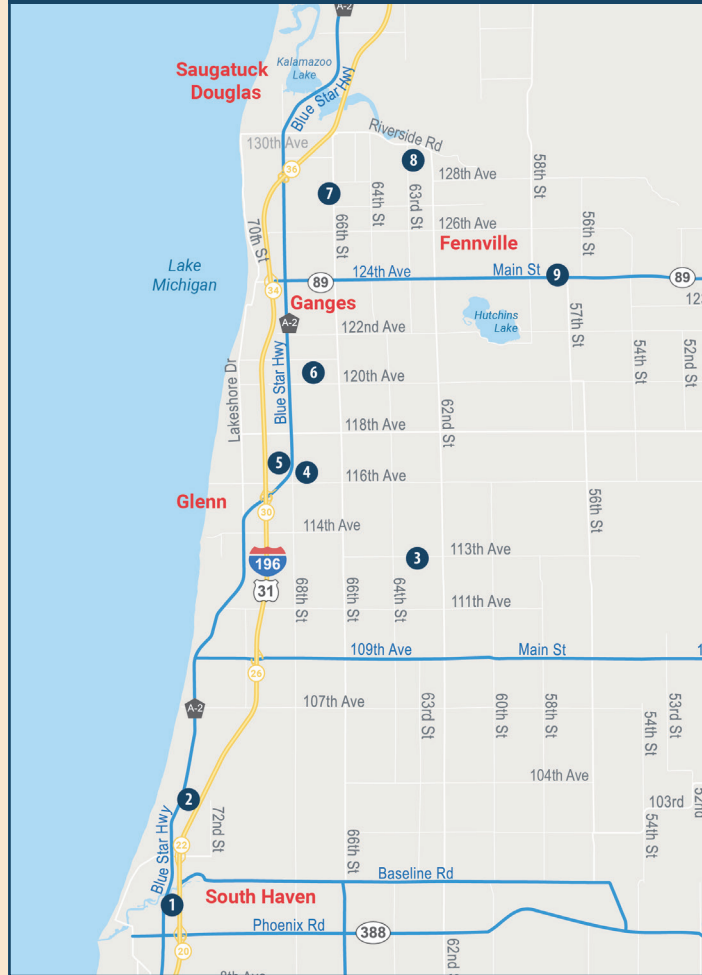 A-2
Kalamazoo
Lake
Saugatuck
Douglas
Blue Star Hwy
Riverside Rd
130th Ave
8
58th St
36
128th Ave
7
64th St
63rd St
56th St
66th St
126th Ave
70th St
Fennville
Lake
Michigan
124th Ave
Main St
9
89
89
34
Ganges
Hutchins
Lake
A-2
122nd Ave
57th St
54th St
52nd St
Blue Star Hwy
Lakeshore Dr
6
120th Ave
62nd St
118th Ave
5
4
116th Ave
Glenn
30
56th St
114th Ave
113th Ave
3
196
31
68th St
66th St
64th St
111th Ave
109th Ave
Main St
26
A-2
107th Ave
63rd St
60th St
58th St
54th St
53rd St
104th Ave
2
72nd St
103rd
54th St
Blue Star Hwy
22
66th St
Baseline Rd
South Haven
1
Phoenix Rd
388
20
62nd